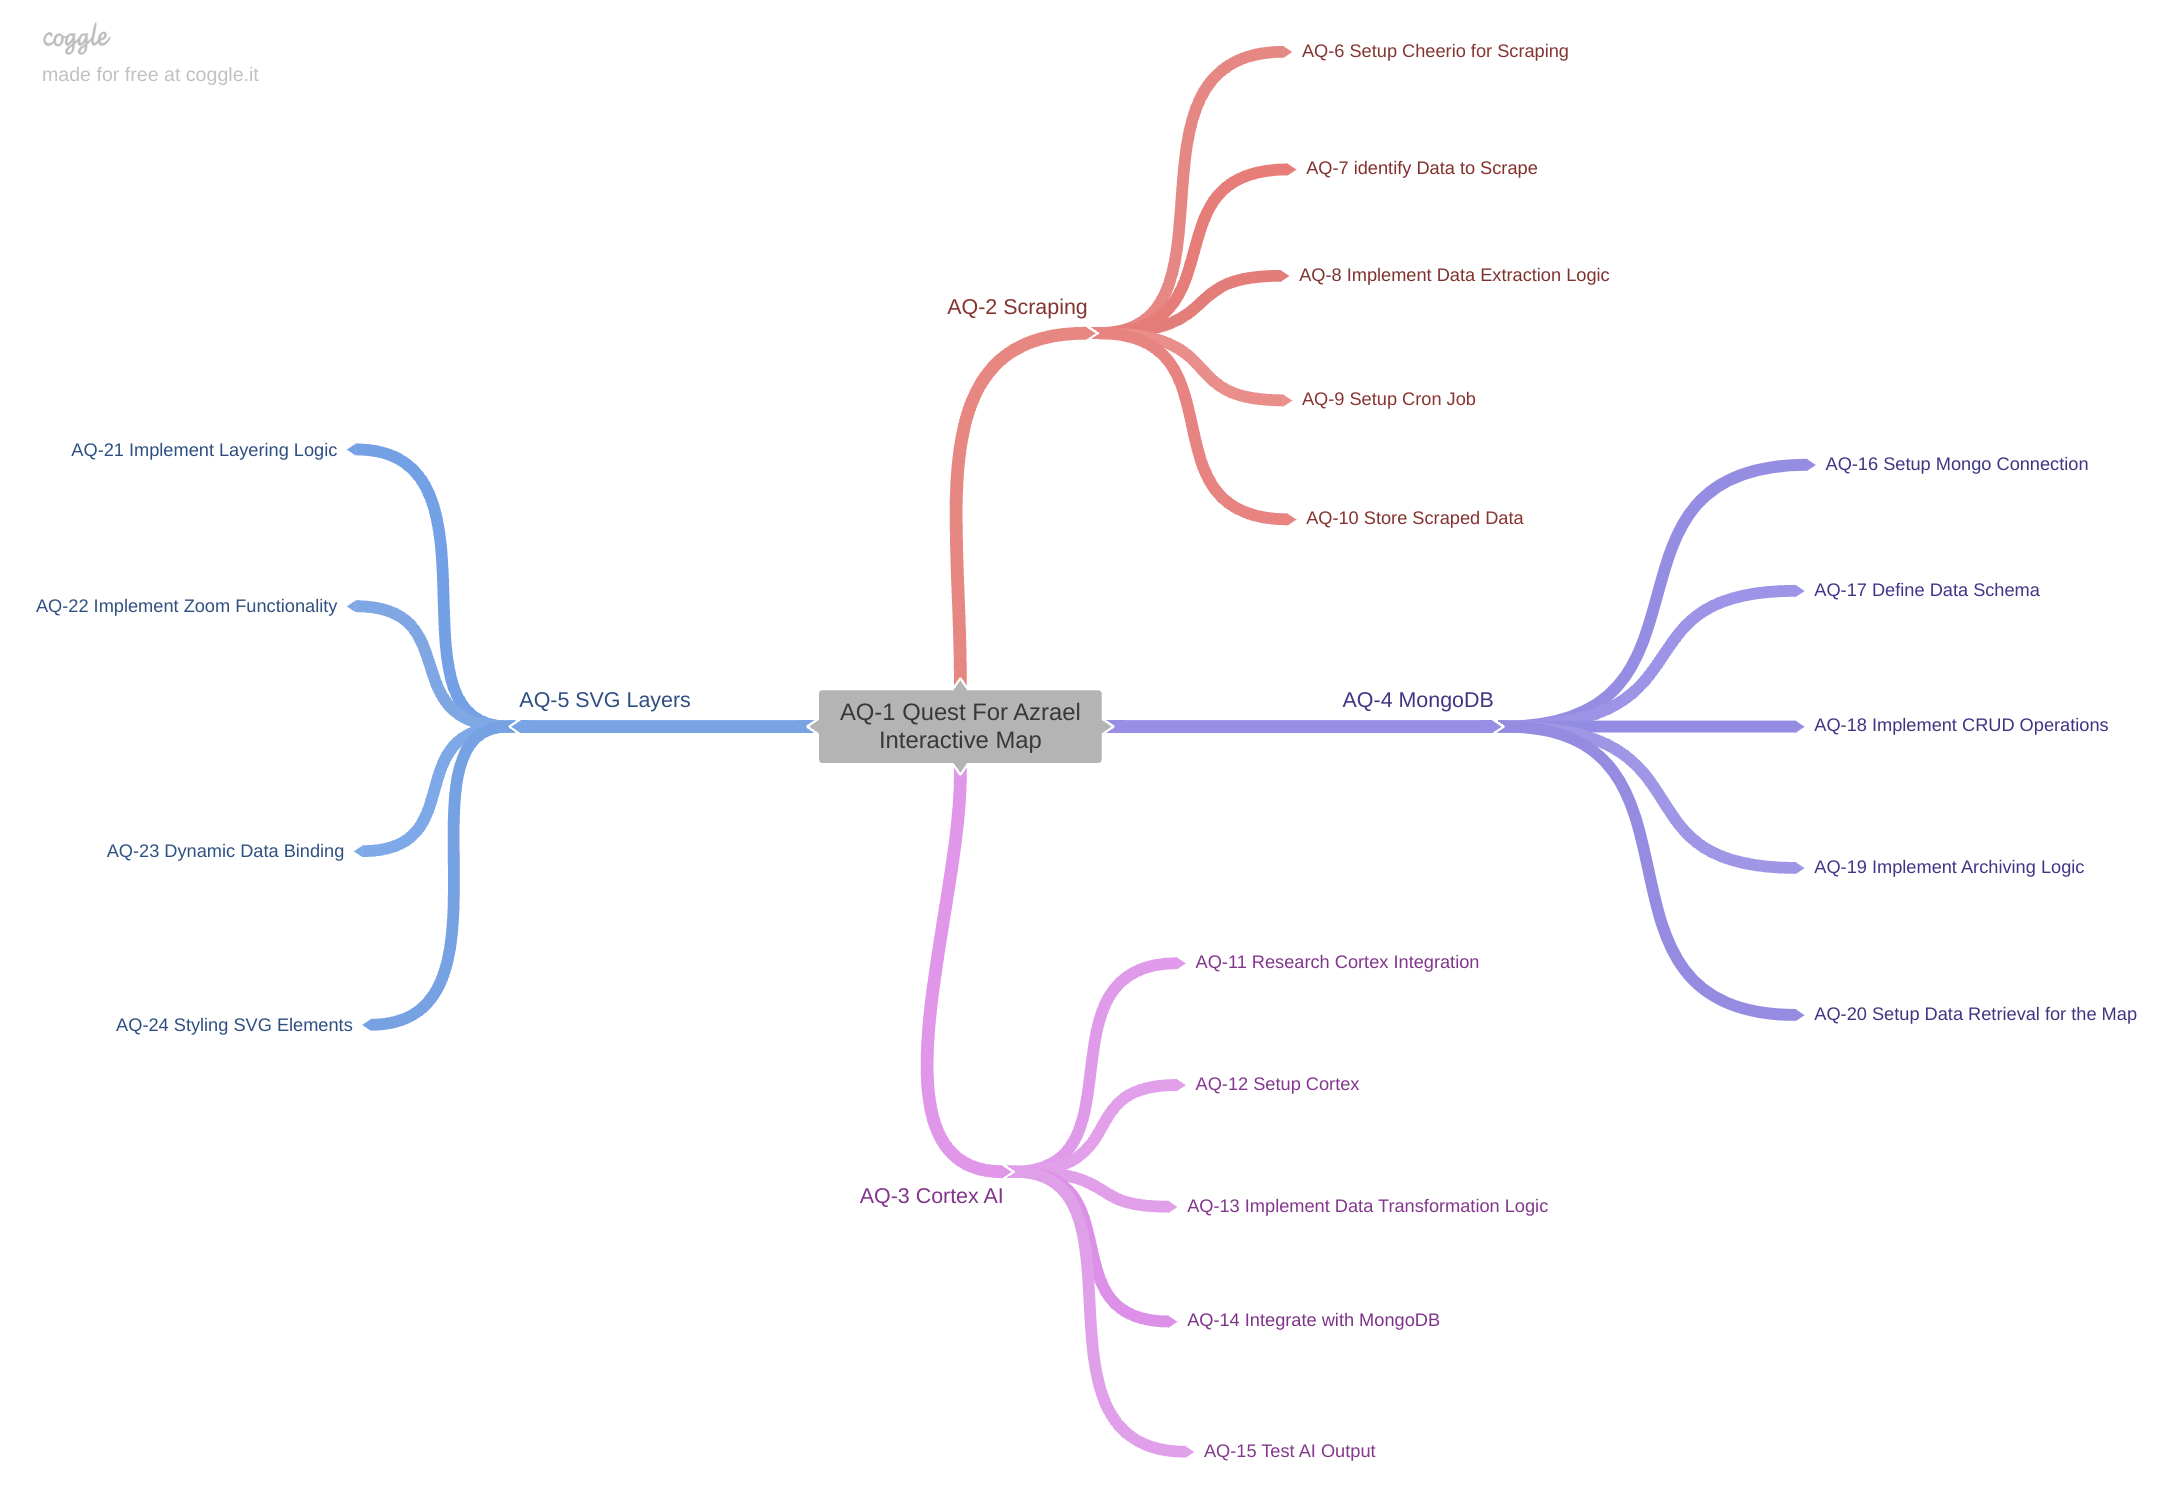 coggle
made for free at coggle.it
AQ-1 Quest For Azrael
Interactive Map
AQ-2 Scraping
AQ-6 Setup Cheerio for Scraping
AQ-7 identify Data to Scrape
AQ-8 Implement Data Extraction Logic
AQ-9 Setup Cron Job
AQ-10 Store Scraped Data
AQ-4 MongoDB
AQ-16 Setup Mongo Connection
AQ-17 Define Data Schema
AQ-18 Implement CRUD Operations
AQ-19 Implement Archiving Logic
AQ-20 Setup Data Retrieval for the Map
AQ-3 Cortex AI
AQ-11 Research Cortex Integration
AQ-12 Setup Cortex
AQ-13 Implement Data Transformation Logic
AQ-14 Integrate with MongoDB
AQ-15 Test AI Output
AQ-5 SVG Layers
AQ-21 Implement Layering Logic
AQ-22 Implement Zoom Functionality
AQ-23 Dynamic Data Binding
AQ-24 Styling SVG Elements